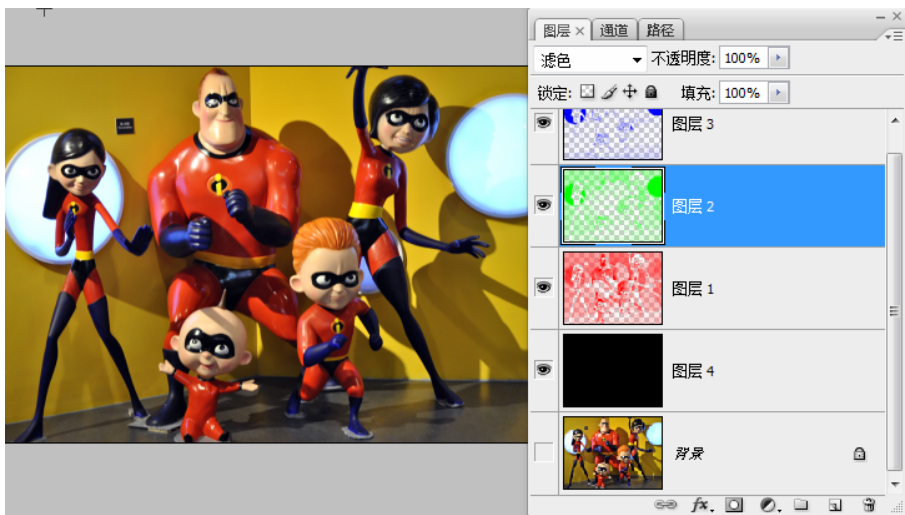 图层 × 通道 路径
滤色 不透明度: 100%
锁定: 填充: 100%
图层 3
图层 2
图层 1
图层 4
背景
fx.